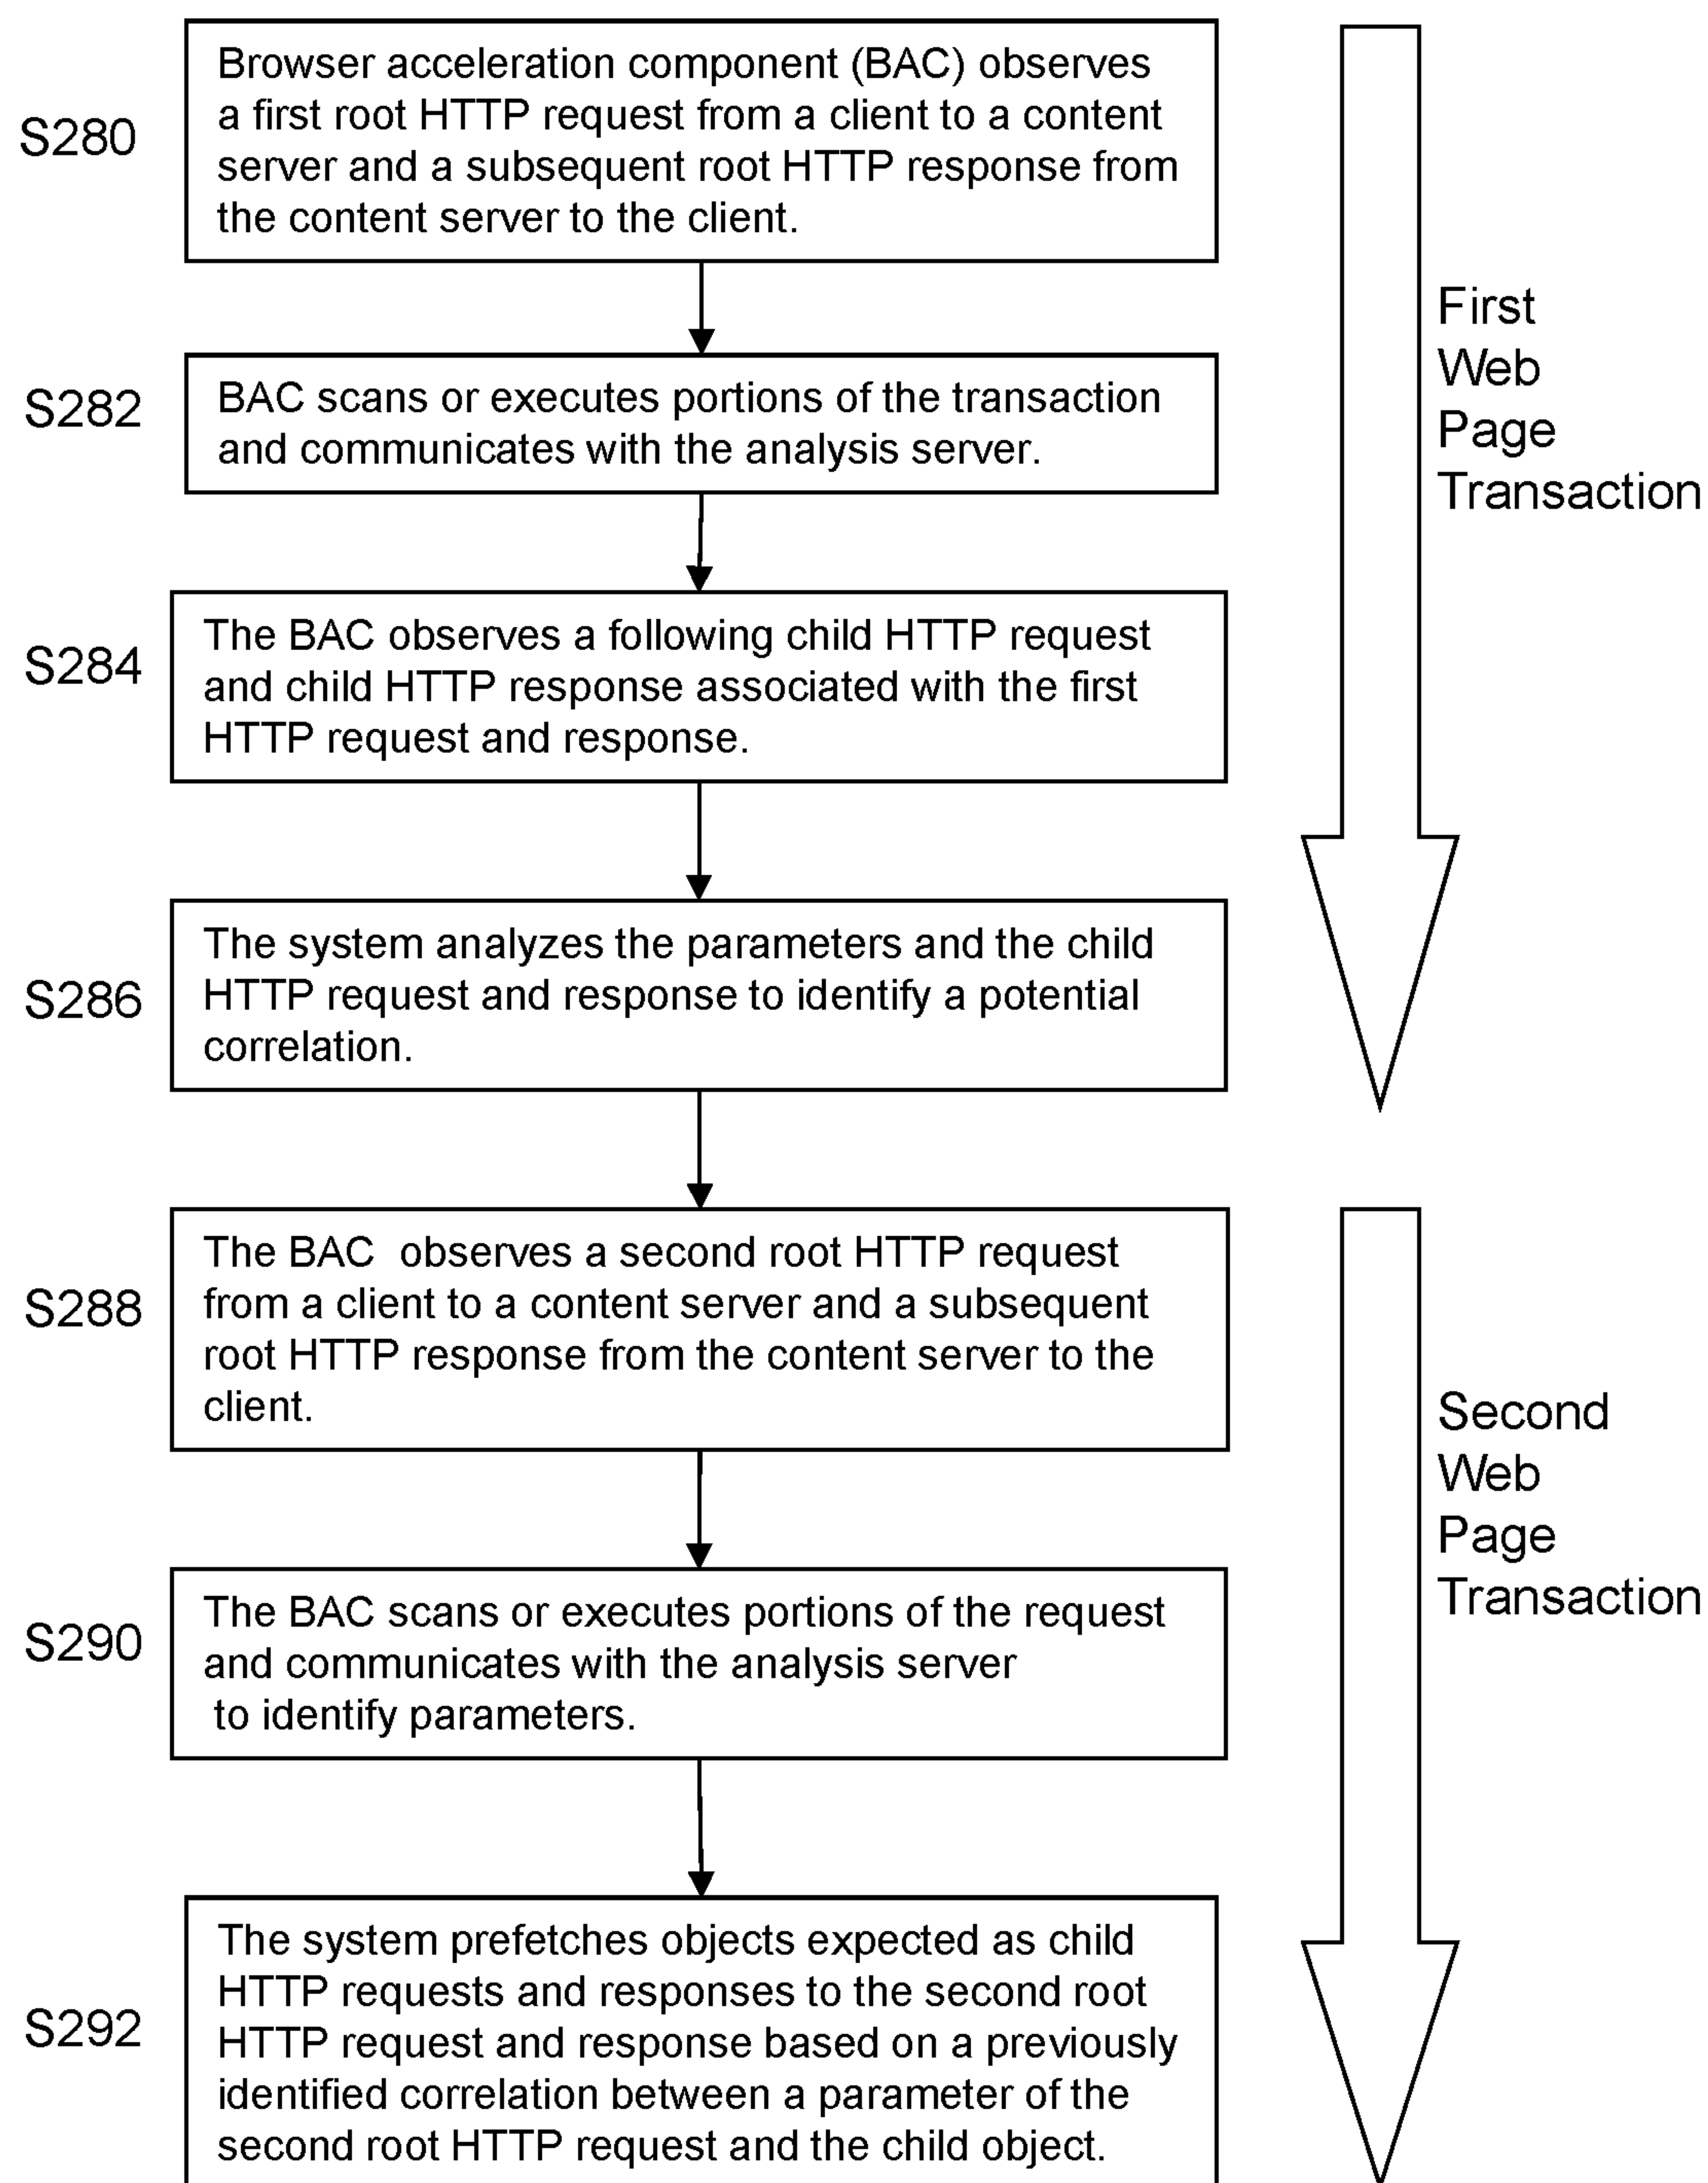 S280
Browser acceleration component (BAC) observes
a first root HTTP request from a client to a content
server and a subsequent root HTTP response from
the content server to the client.
S282
BAC scans or executes portions of the transaction
and communicates with the analysis server.
S284
The BAC observes a following child HTTP request
and child HTTP response associated with the first
HTTP request and response.
S286
The system analyzes the parameters and the child
HTTP request and response to identify a potential
correlation.
First
Web
Page
Transaction
S288
The BAC observes a second root HTTP request
from a client to a content server and a subsequent
root HTTP response from the content server to the
client.
S290
The BAC scans or executes portions of the request
and communicates with the analysis server
to identify parameters.
S292
The system prefetches objects expected as child
HTTP requests and responses to the second root
HTTP request and response based on a previously
identified correlation between a parameter of the
second root HTTP request and the child object.
Second
Web
Page
Transaction